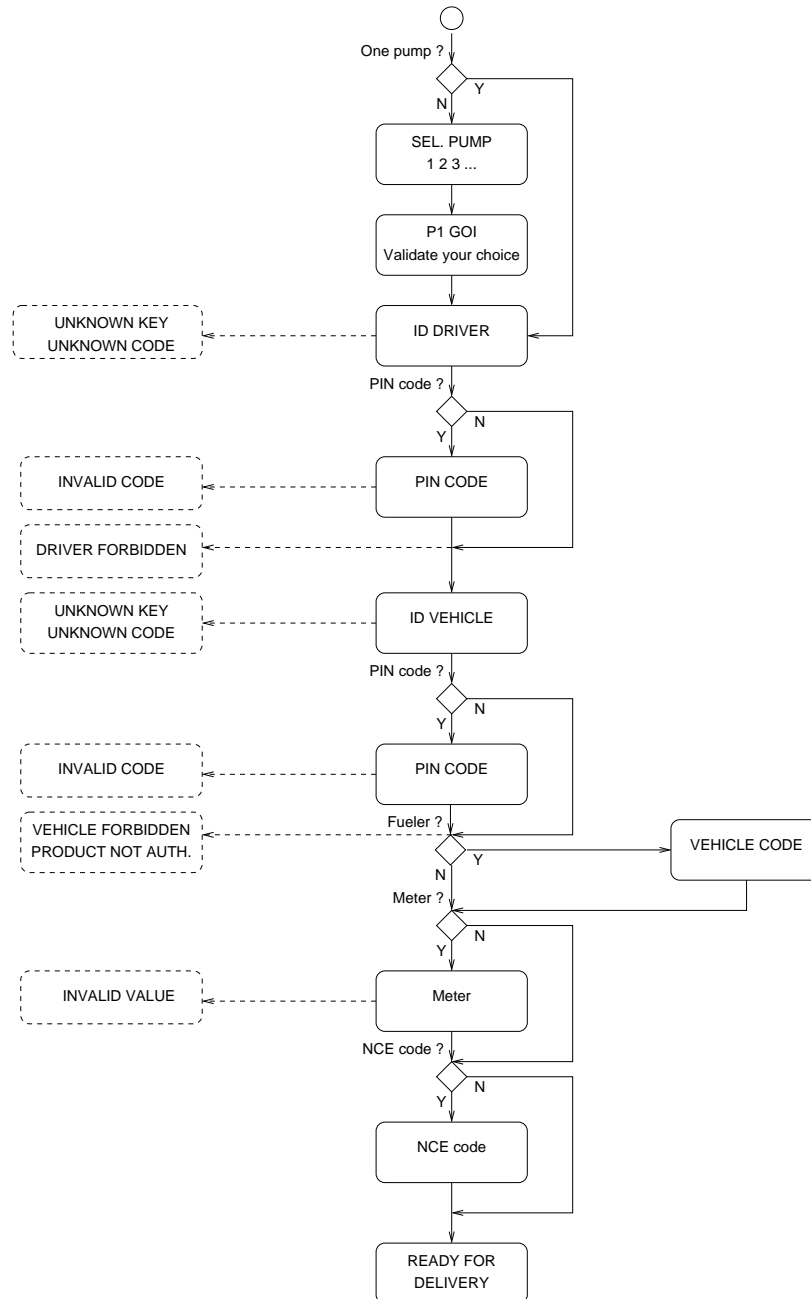 One pump ?
Y
N
SEL. PUMP
1 2 3 ...
P1 GOI
Validate your choice
UNKNOWN KEY
UNKNOWN CODE
ID DRIVER
PIN code ?
N
Y
INVALID CODE
PIN CODE
DRIVER FORBIDDEN
UNKNOWN KEY
UNKNOWN CODE
ID VEHICLE
PIN code ?
N
Y
INVALID CODE
PIN CODE
Fueler ?
VEHICLE FORBIDDEN
PRODUCT NOT AUTH.
Y
N
VEHICLE CODE
Meter ?
N
Y
INVALID VALUE
Meter
NCE code ?
N
Y
NCE code
READY FOR
DELIVERY